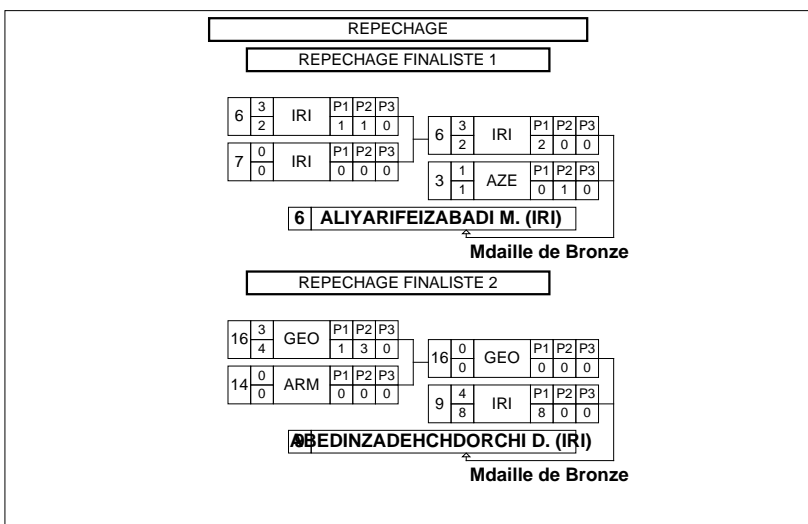 REPECHAGE
REPECHAGE FINALISTE 1
6 3 IRI P1 P2 P3
2 1 1 0
7 0 IRI P1 P2 P3
0 0 0 0
6 3 IRI P1 P2 P3
2 2 0 0
3 1 AZE P1 P2 P3
1 0 1 0
6 ALIYARIFEIZABADI M. (IRI)
Mdaille de Bronze
REPECHAGE FINALISTE 2
16 3 GEO P1 P2 P3
4 1 3 0
14 0 ARM P1 P2 P3
0 0 0 0
16 0 GEO P1 P2 P3
0 0 0 0
9 4 IRI P1 P2 P3
8 8 0 0
9 ABEDINZADEHCHDORCHI D. (IRI)
Mdaille de Bronze